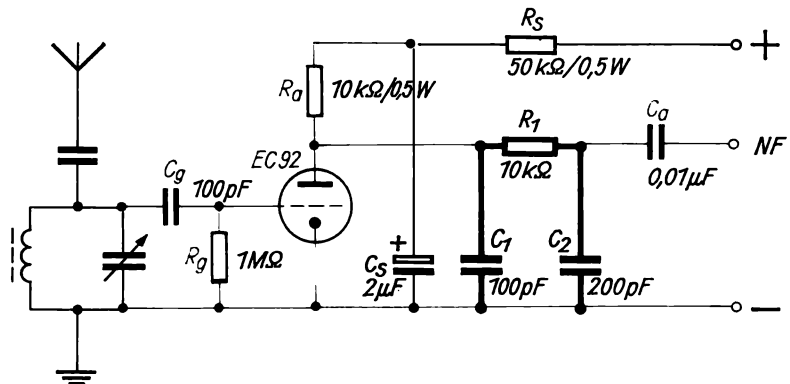 Rs
50kΩ/0,5W
+
Ra
10kΩ/0,5W
R1
10kΩ
Ca
0,01µF
NF
EC92
Cg
100pF
Rg
1MΩ
+
Cs
2µF
C1
100pF
C2
200pF
−